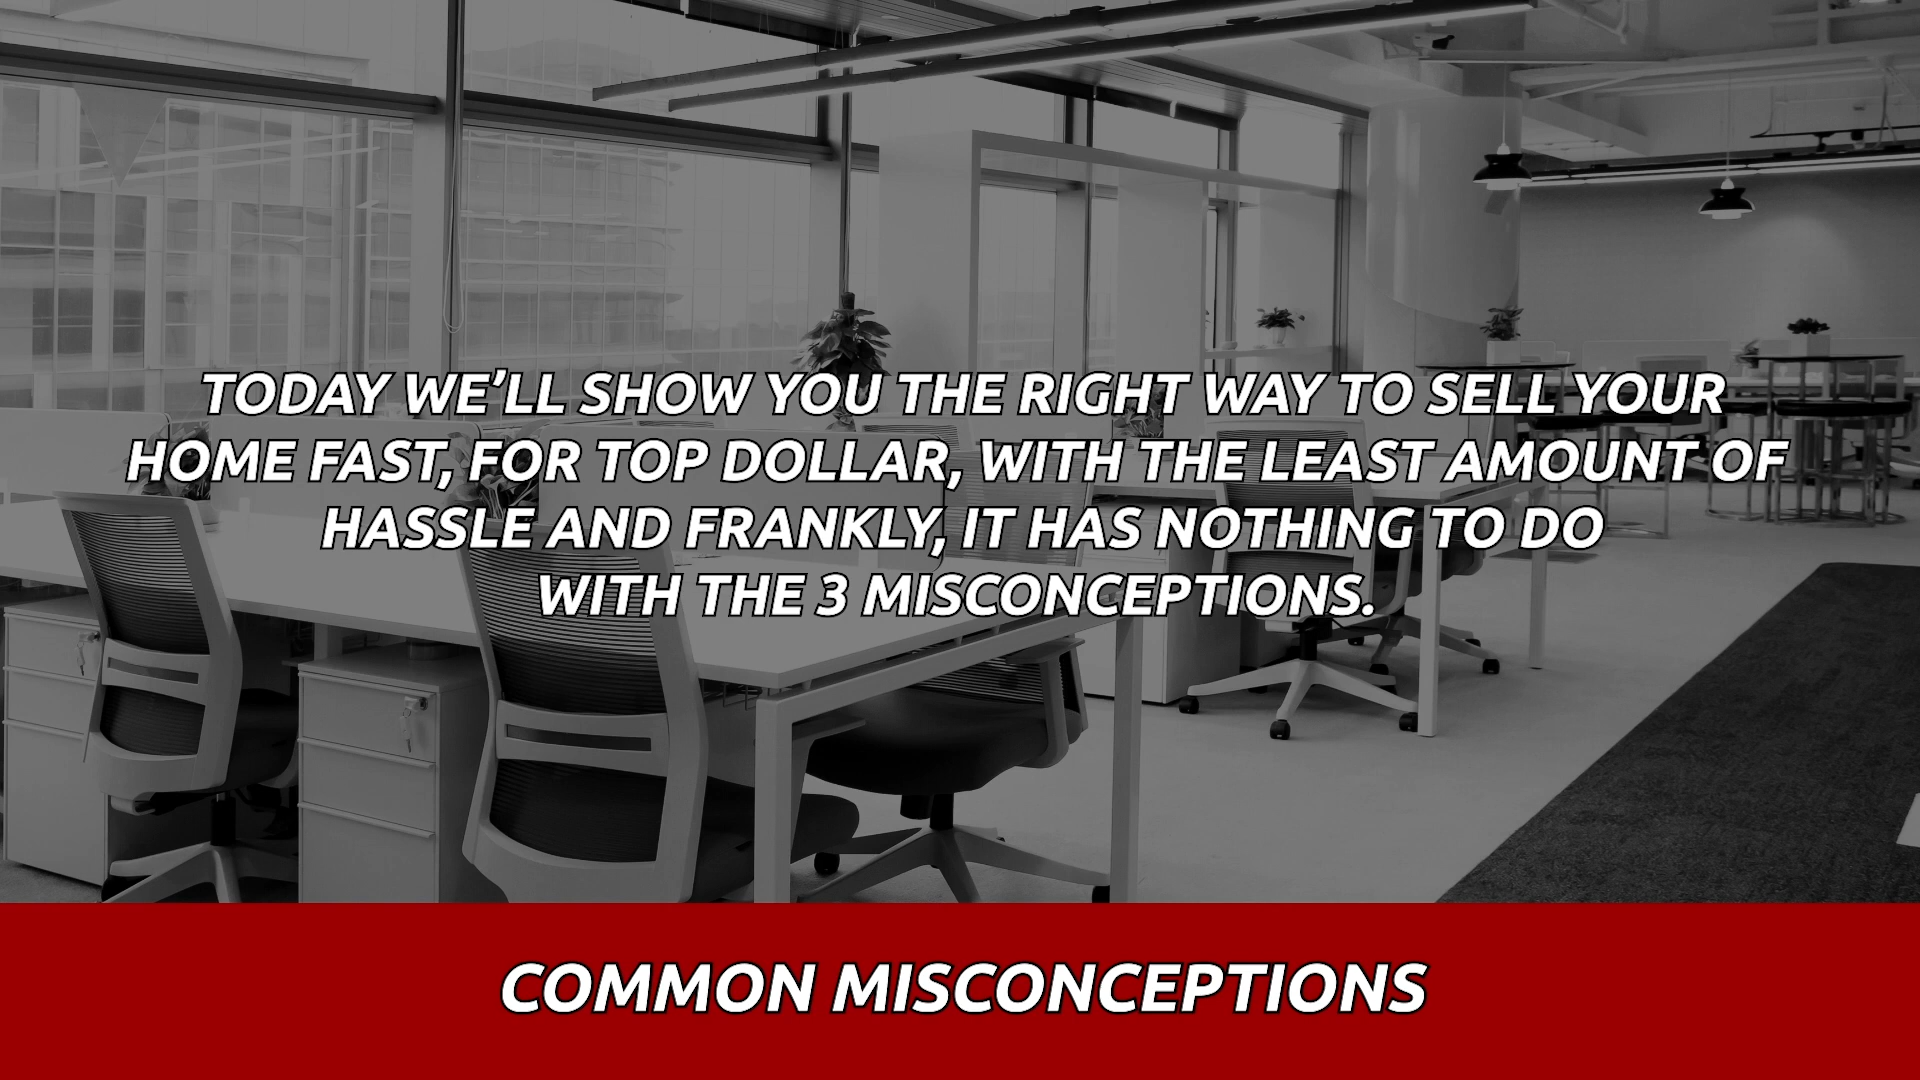 TODAY WE’LL SHOW YOU THE RIGHT WAY TO SELL YOUR
HOME FAST, FOR TOP DOLLAR, WITH THE LEAST AMOUNT OF
HASSLE AND FRANKLY, IT HAS NOTHING TO DO
WITH THE 3 MISCONCEPTIONS.
COMMON MISCONCEPTIONS